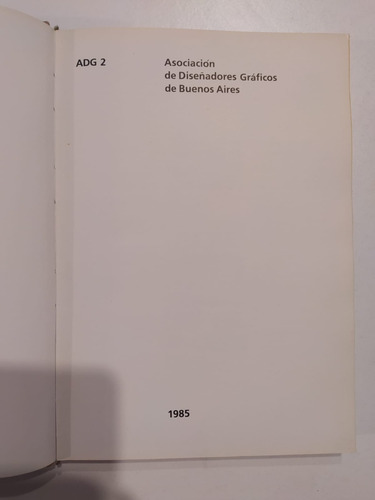 ADG 2
Asociación
de Diseñadores Gráficos
de Buenos Aires
1985